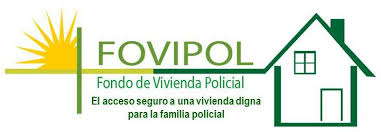 FOVIPOL
Fondo de Vivienda Policial
El acceso seguro a una vivienda digna
para la familia policial